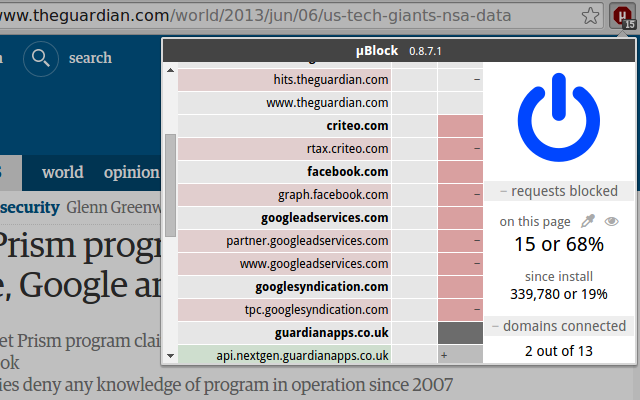 www.theguardian.com/world/2013/jun/06/us-tech-giants-nsa-data
15
µBlock 0.8.7.1
search
hits.theguardian.com –
www.theguardian.com
criteo.com
rtax.criteo.com –
facebook.com
graph.facebook.com –
googleadservices.com
partner.googleadservices.com –
www.googleadservices.com –
googlesyndication.com
tpc.googlesyndication.com –
guardianapps.co.uk
api.nextgen.guardianapps.co.uk +
– requests blocked
on this page
15 or 68%
since install
339,780 or 19%
– domains connected
2 out of 13
world opinion
security Glenn Greenw
Prism progr
e, Google an
et Prism program clai
ok
ies deny any knowledge of program in operation since 2007